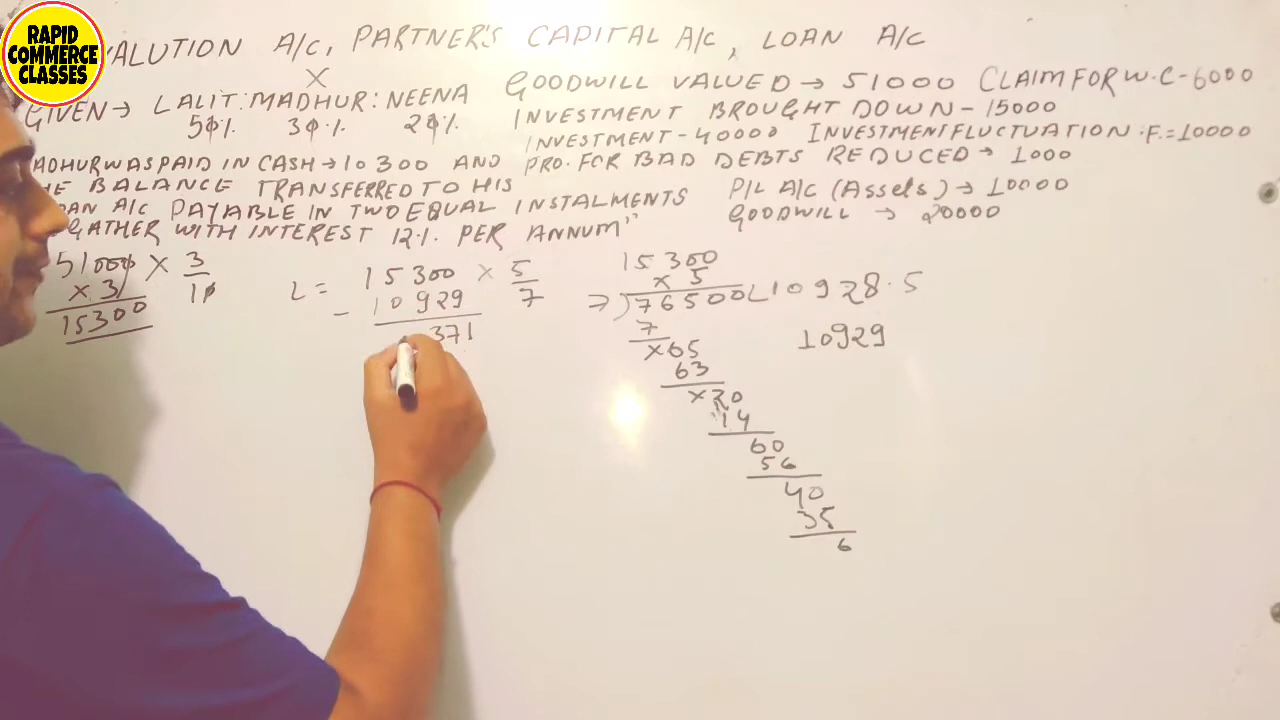 RAPID
COMMERCE
CLASSES
ALUTION A/C, PARTNER'S CAPITAL A/C, LOAN A/C
X
GIVEN → LALIT : MADHUR : NEENA
50% 30% 20%
ADHUR WAS PAID IN CASH → 10300 AND
HE BALANCE TRANSFERRED TO HIS
OAN A/C PAYABLE IN TWO EQUAL INSTALMENTS
GATHER WITH INTEREST 12% PER ANNUM"
GOODWILL VALUED → 51000 CLAIM FOR W.C - 6000
INVESTMENT BROUGHT DOWN - 15000
INVESTMENT - 40000 INVESTMENT FLUCTUATION F. = 10000
PRO. FOR BAD DEBTS REDUCED → 1000
P/L A/C (Assels) → 10000
GOODWILL → 20000
51000 × 3/10
× 3
15300
L = 15300 × 5/7
- 10929
371
15300
× 5
7)76500(10928.5
7
×65
63
×20
14
60
56
40
35
6
10929